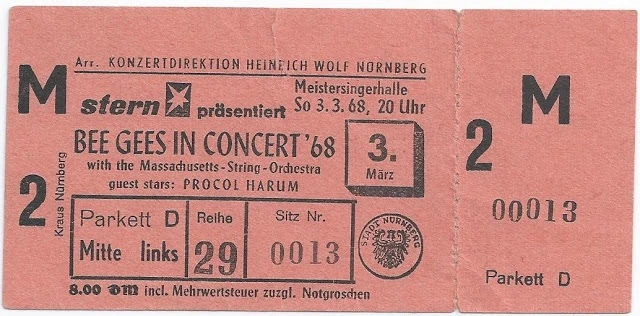 Arr. KONZERTDIREKTION HEINRICH WOLF NÜRNBERG
M
stern präsentiert
Meistersingerhalle
So 3.3.68, 20 Uhr
BEE GEES IN CONCERT '68
with the Massachusetts-String-Orchestra
guest stars: PROCOL HARUM
3.
März
2
Kraus Nürnberg
Parkett D
Mitte links
Reihe
29
Sitz Nr.
0013
STADT NÜRNBERG
8.00 DM incl. Mehrwertsteuer zuzgl. Notgroschen
M
2
00013
Parkett D